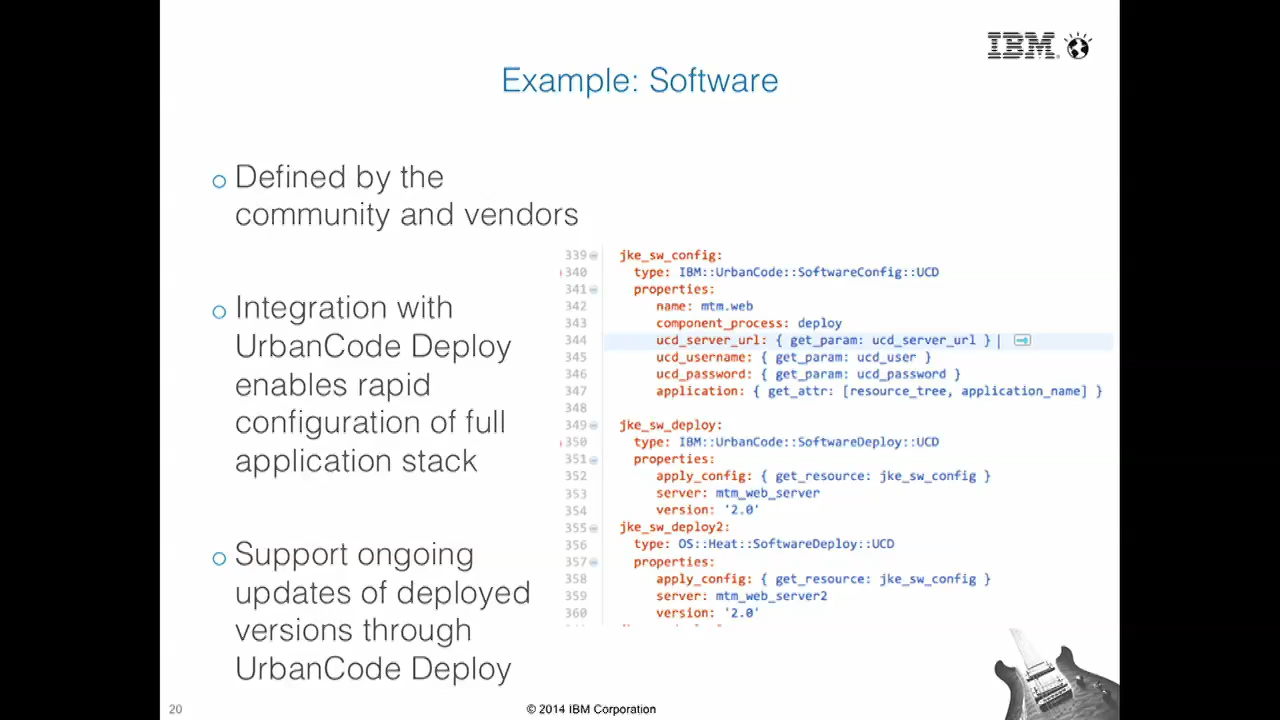 IBM
Example: Software
Defined by the
community and vendors
Integration with
UrbanCode Deploy
enables rapid
configuration of full
application stack
Support ongoing
updates of deployed
versions through
UrbanCode Deploy
339 jke_sw_config:
340 type: IBM::UrbanCode::SoftwareConfig::UCD
341 properties:
342 name: mtm.web
343 component_process: deploy
344 ucd_server_url: { get_param: ucd_server_url }
345 ucd_username: { get_param: ucd_user }
346 ucd_password: { get_param: ucd_password }
347 application: { get_attr: [resource_tree, application_name] }
348
349 jke_sw_deploy:
350 type: IBM::UrbanCode::SoftwareDeploy::UCD
351 properties:
352 apply_config: { get_resource: jke_sw_config }
353 server: mtm_web_server
354 version: '2.0'
355 jke_sw_deploy2:
356 type: OS::Heat::SoftwareDeploy::UCD
357 properties:
358 apply_config: { get_resource: jke_sw_config }
359 server: mtm_web_server2
360 version: '2.0'
20
© 2014 IBM Corporation